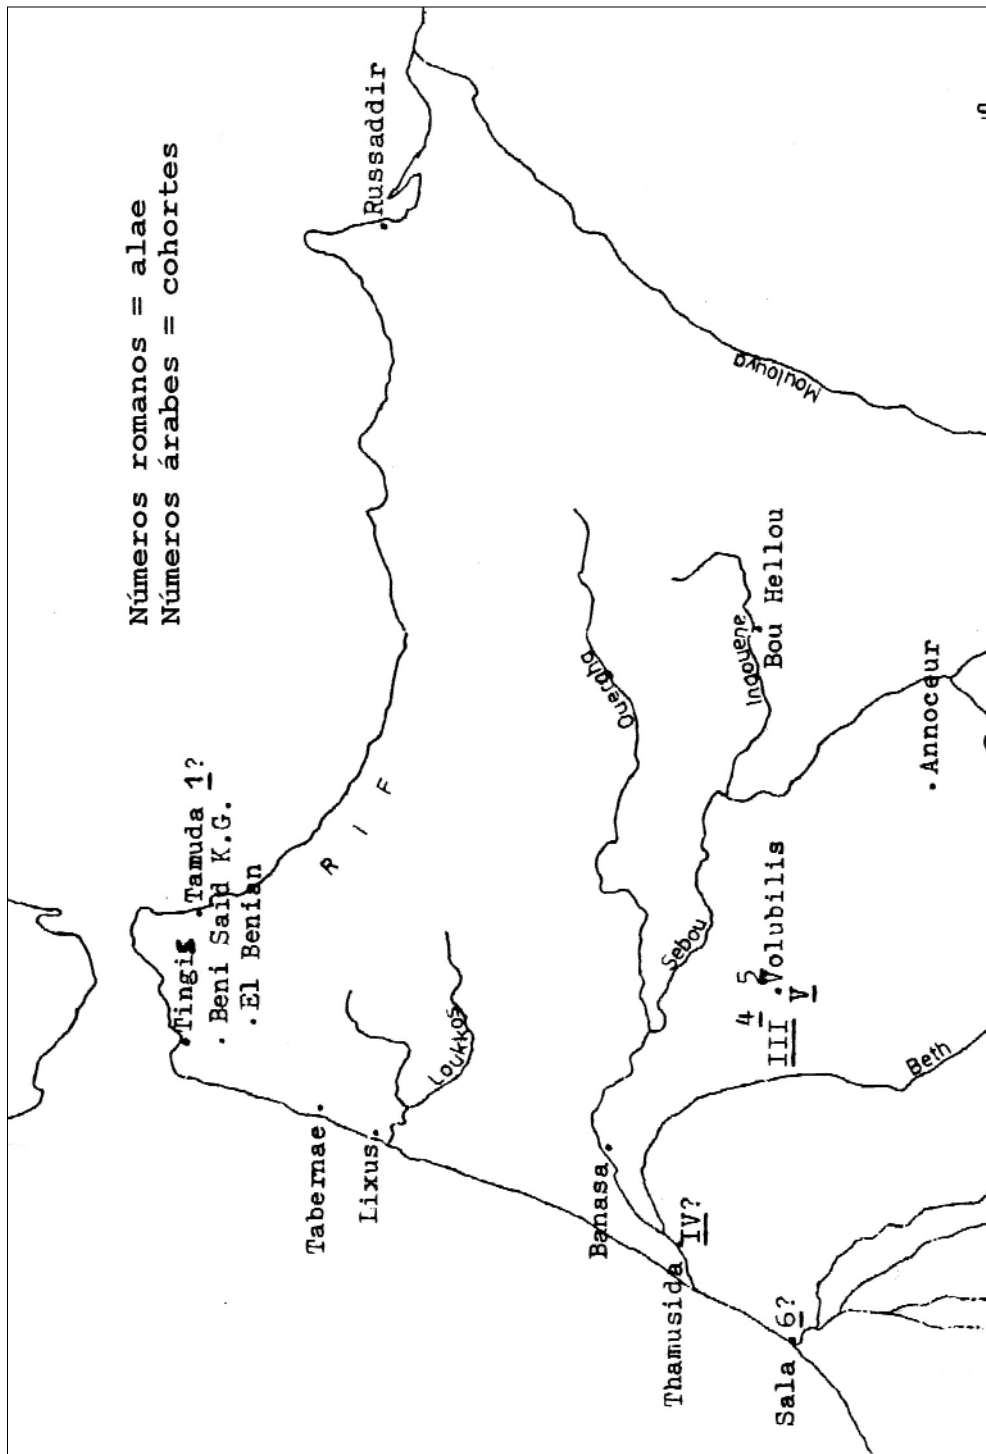 Números romanos = alae
Números árabes = cohortes
Tingis
Tamuda 1?
Beni Said K.G.
El Benian
Russaddir
R I F
Tabernae
Lixus
Loukkos
Ouergha
Moulouya
Banasa
Sebou
Ingouene
Bou Hellou
Thamusida
IV?
4 5
III
Volubilis
V
Beth
Annoceur
Sala 6?